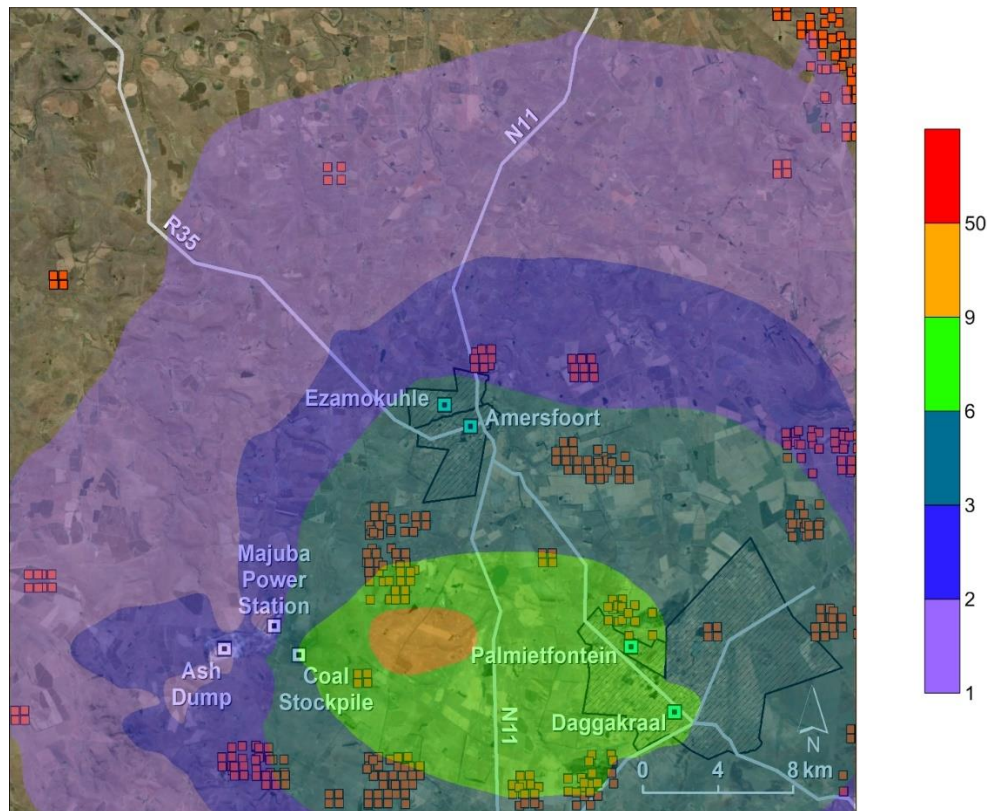 N11
R35
Ezamokuhle
Amersfoort
Majuba
Power
Station
Ash
Dump
Coal
Stockpile
Palmietfontein
Daggakraal
N11
N
0 4 8 km
50
9
6
3
2
1